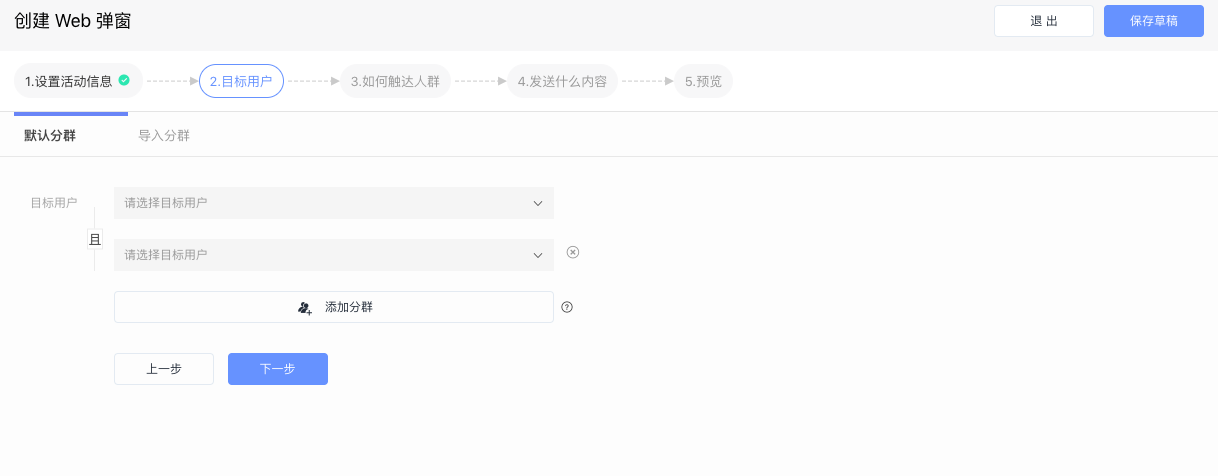 创建 Web 弹窗
退 出
保存草稿
1.设置活动信息
2.目标用户
3.如何触达人群
4.发送什么内容
5.预览
默认分群
导入分群
目标用户
请选择目标用户
且
请选择目标用户
添加分群
上一步
下一步